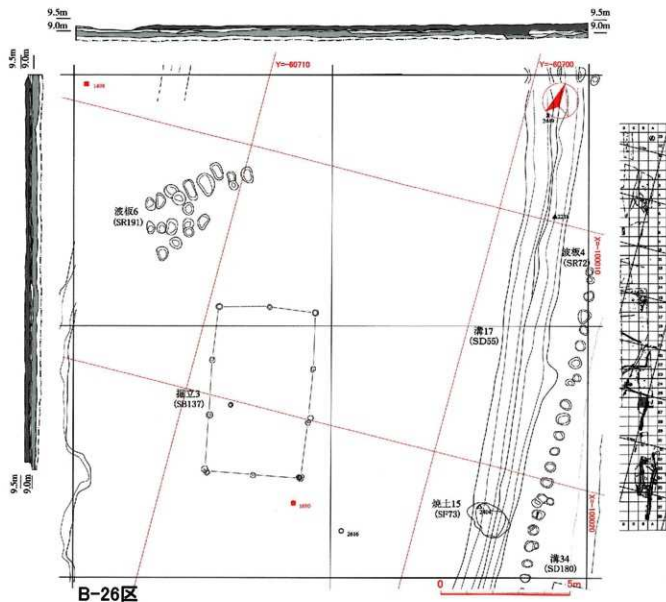 9.5m
9.0m
9.5m
9.0m
9.5m
9.0m
Y=-60710
Y=-60700
波板6
(SR191)
波板4
(SR72)
X=-100010
溝17
(SD55)
掘立3
(SB137)
焼土15
(SF73)
X=-100020
溝34
(SD180)
0
5m
B-26区
9.5m
9.0m